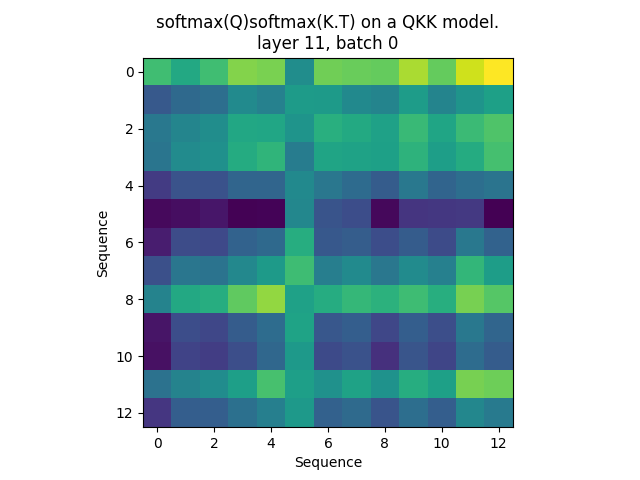 softmax(Q)softmax(K.T) on a QKK model.
layer 11, batch 0
0
2
4
6
8
10
12
Sequence
0 2 4 6 8 10 12
Sequence